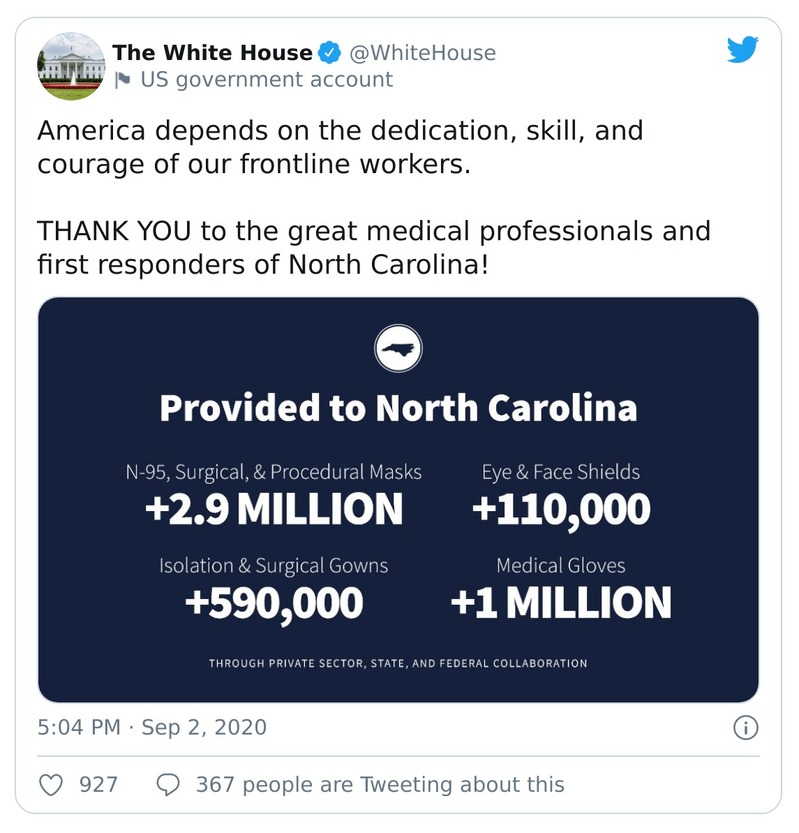 The White House @WhiteHouse
US government account
America depends on the dedication, skill, and
courage of our frontline workers.
THANK YOU to the great medical professionals and
first responders of North Carolina!
Provided to North Carolina
N-95, Surgical, & Procedural Masks
+2.9 MILLION
Eye & Face Shields
+110,000
Isolation & Surgical Gowns
+590,000
Medical Gloves
+1 MILLION
THROUGH PRIVATE SECTOR, STATE, AND FEDERAL COLLABORATION
5:04 PM · Sep 2, 2020
927 367 people are Tweeting about this